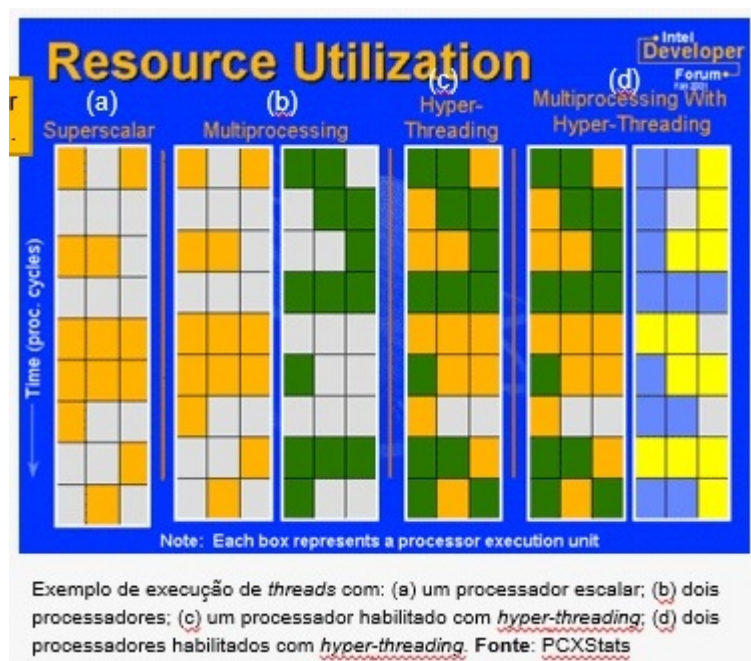 Intel
Developer
Forum
Fall 2001
Resource Utilization
r
.
(a)
(b)
(c)
(d)
Superscalar
Multiprocessing
Hyper-
Threading
Multiprocessing With
Hyper-Threading
Time (proc. cycles)
Note: Each box represents a processor execution unit
Exemplo de execução de threads com: (a) um processador escalar; (b) dois
processadores; (c) um processador habilitado com hyper-threading; (d) dois
processadores habilitados com hyper-threading. Fonte: PCXStats